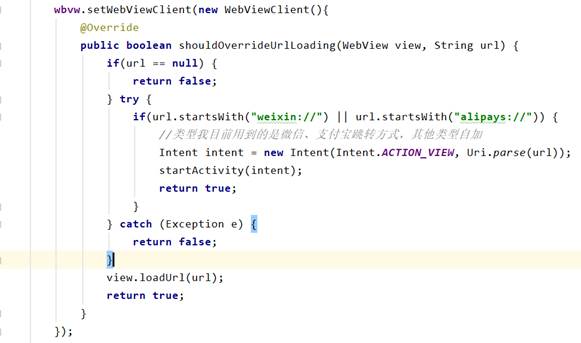 wbvw.setWebViewClient(new WebViewClient(){
@Override
public boolean shouldOverrideUrlLoading(WebView view, String url) {
if(url == null) {
return false;
} try {
if(url.startsWith("weixin://") || url.startsWith("alipays://")) {
//类型我目前用到的是微信、支付宝跳转方式，其他类型自加
Intent intent = new Intent(Intent.ACTION_VIEW, Uri.parse(url));
startActivity(intent);
return true;
}
} catch (Exception e) {
return false;
}
view.loadUrl(url);
return true;
}
});